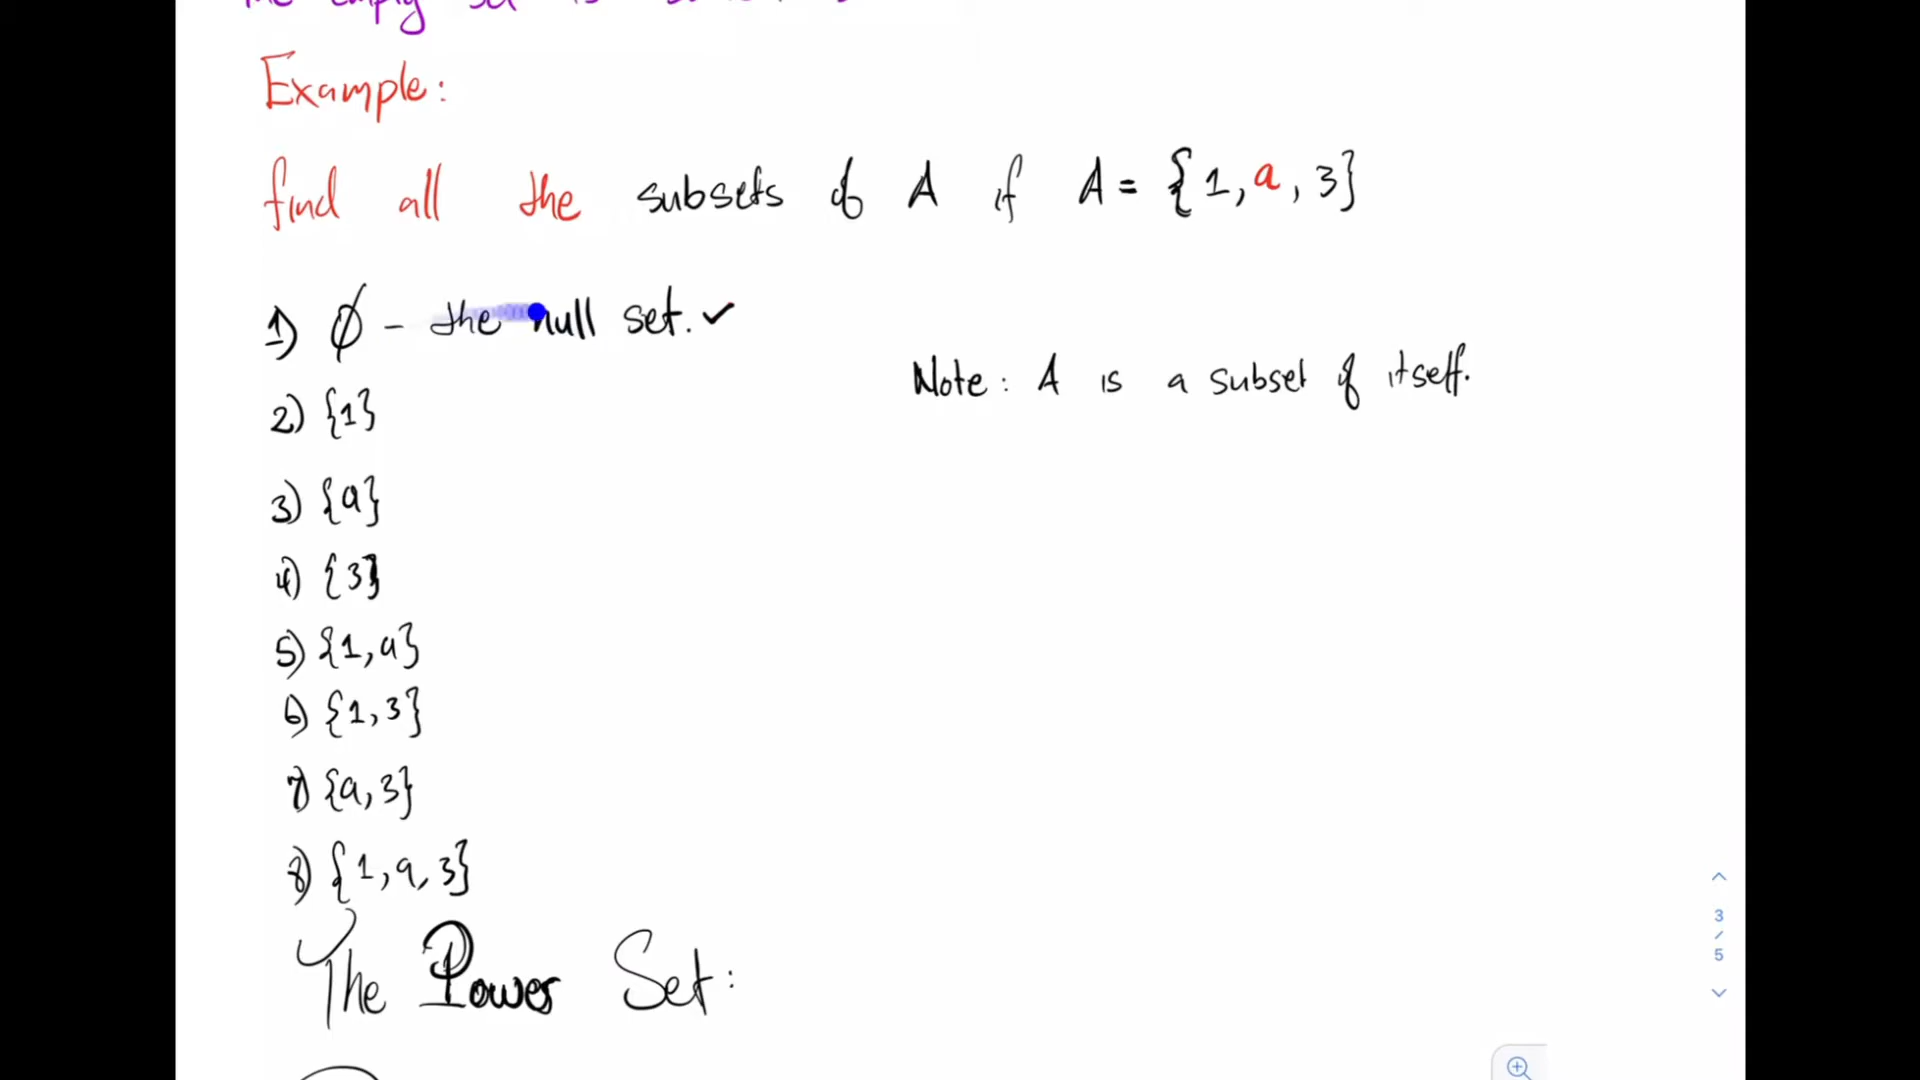 Example:
find all the subsets of A if A = {1, a, 3}
1) ∅ - the null set. ✓
Note: A is a subset of itself.
2) {1}
3) {a}
4) {3}
5) {1, a}
6) {1, 3}
7) {a, 3}
8) {1, a, 3}
The Power Set:
3
/
5